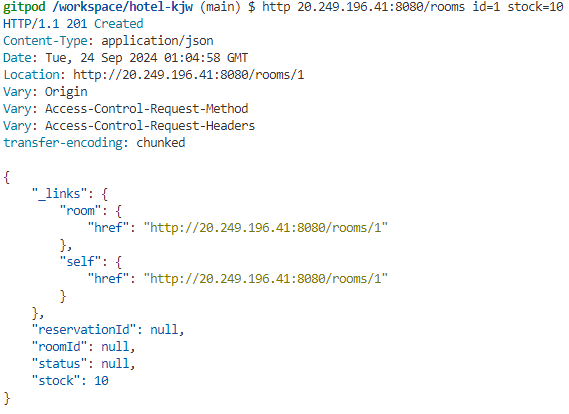 gitpod /workspace/hotel-kjw (main) $ http 20.249.196.41:8080/rooms id=1 stock=10
HTTP/1.1 201 Created
Content-Type: application/json
Date: Tue, 24 Sep 2024 01:04:58 GMT
Location: http://20.249.196.41:8080/rooms/1
Vary: Origin
Vary: Access-Control-Request-Method
Vary: Access-Control-Request-Headers
transfer-encoding: chunked

{
    "_links": {
        "room": {
            "href": "http://20.249.196.41:8080/rooms/1"
        },
        "self": {
            "href": "http://20.249.196.41:8080/rooms/1"
        }
    },
    "reservationId": null,
    "roomId": null,
    "status": null,
    "stock": 10
}